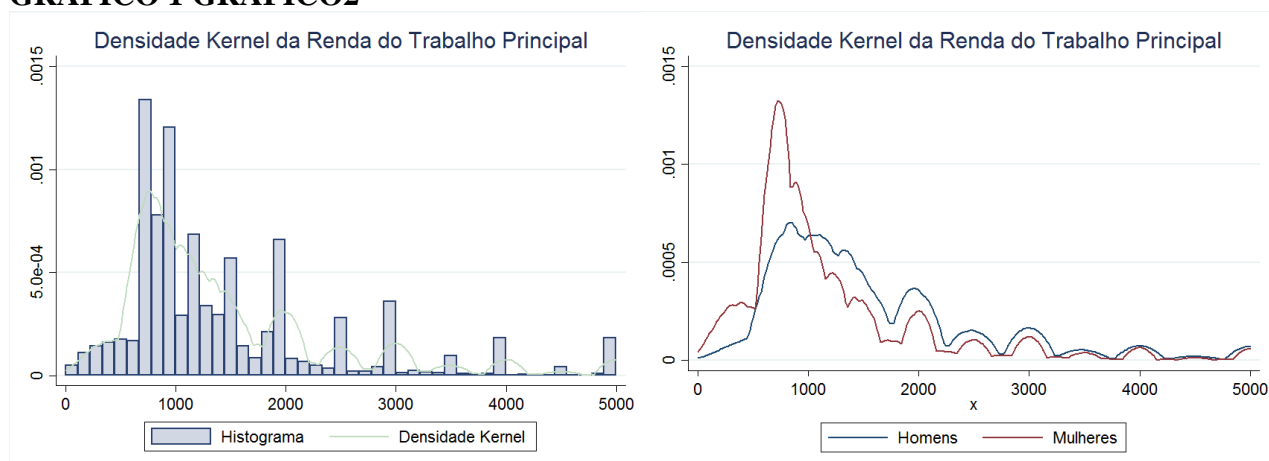 GRÁFICO 1 GRÁFICO2
Densidade Kernel da Renda do Trabalho Principal
.0015
.001
5.0e-04
0
0 1000 2000 3000 4000 5000
Histograma Densidade Kernel
Densidade Kernel da Renda do Trabalho Principal
.0015
.001
.0005
0
0 1000 2000 3000 4000 5000
x
Homens Mulheres